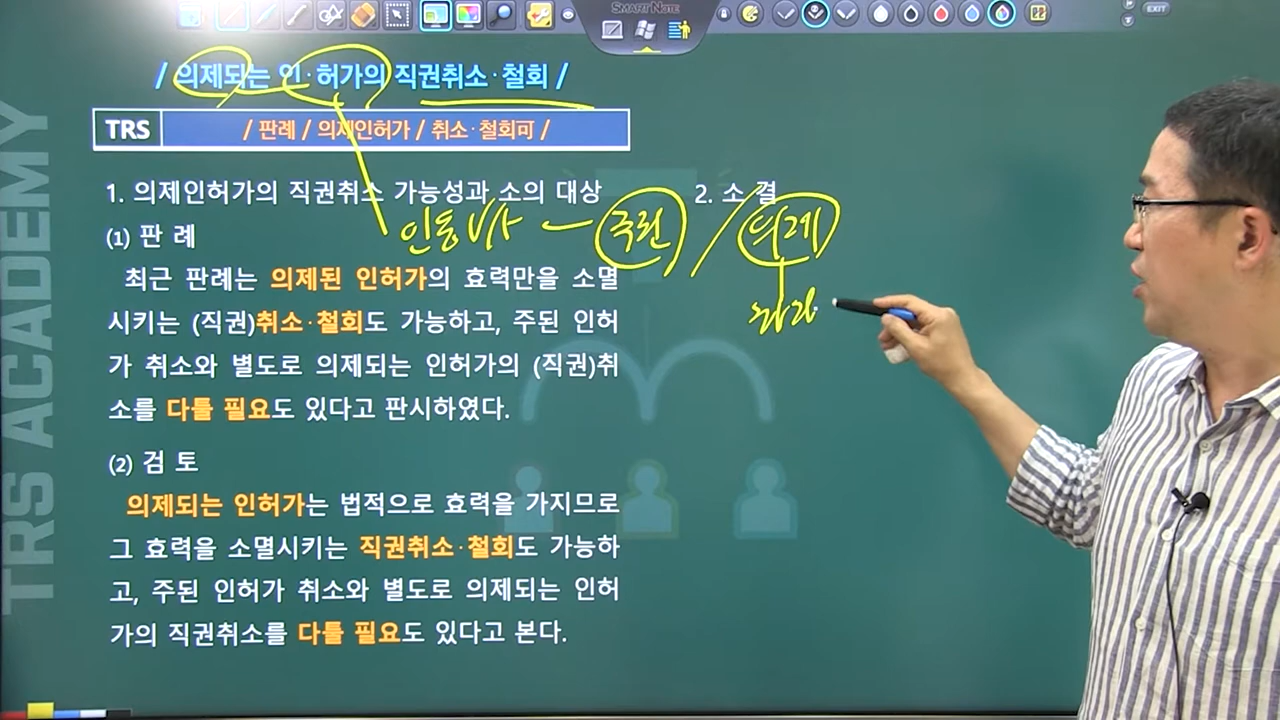 SMART NOTE
EXIT
/ 의제되는 인·허가의 직권취소·철회 /
TRS / 판례 / 의제인허가 / 취소·철회可 /
1. 의제인허가의 직권취소 가능성과 소의 대상
(1) 판 례
최근 판례는 의제된 인허가의 효력만을 소멸
시키는 (직권)취소·철회도 가능하고, 주된 인허
가 취소와 별도로 의제되는 인허가의 (직권)취
소를 다툴 필요도 있다고 판시하였다.
(2) 검 토
의제되는 인허가는 법적으로 효력을 가지므로
그 효력을 소멸시키는 직권취소·철회도 가능하
고, 주된 인허가 취소와 별도로 의제되는 인허
가의 직권취소를 다툴 필요도 있다고 본다.
2. 소 결
TRS ACADEMY